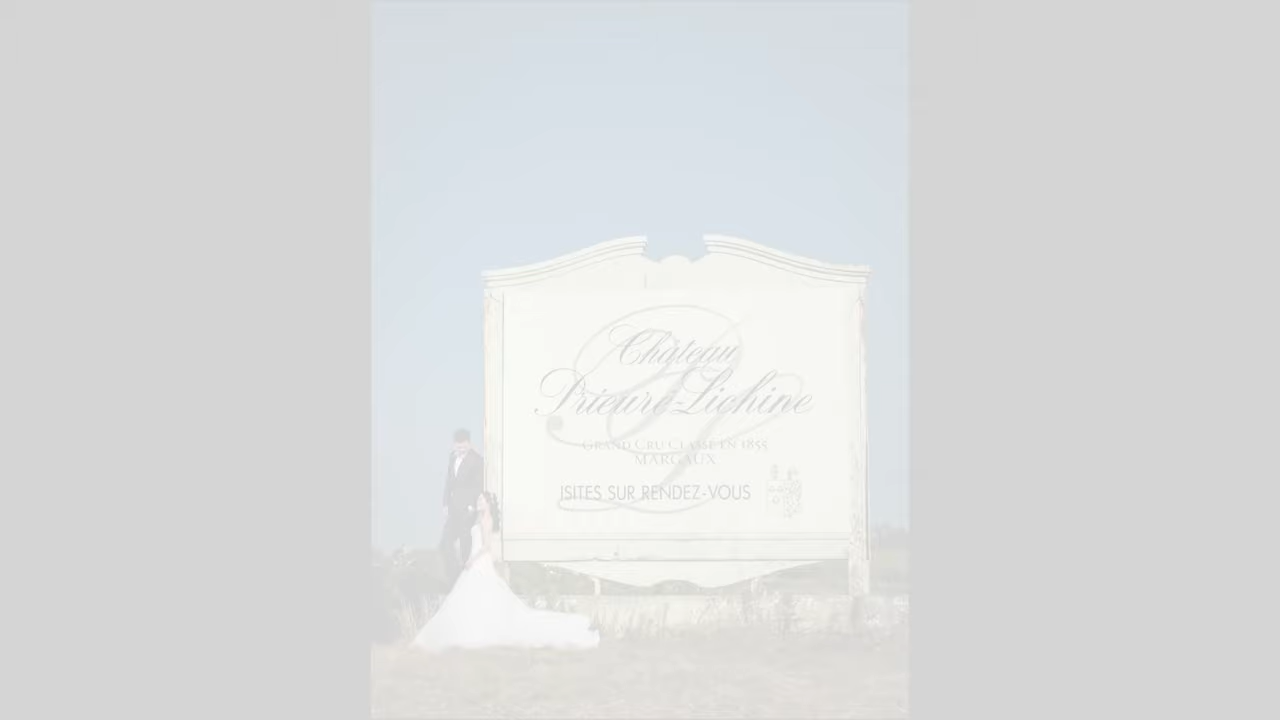 Château
Prieuré-Lichine
GRAND CRU CLASSÉ EN 1855
MARGAUX
ISITES SUR RENDEZ-VOUS